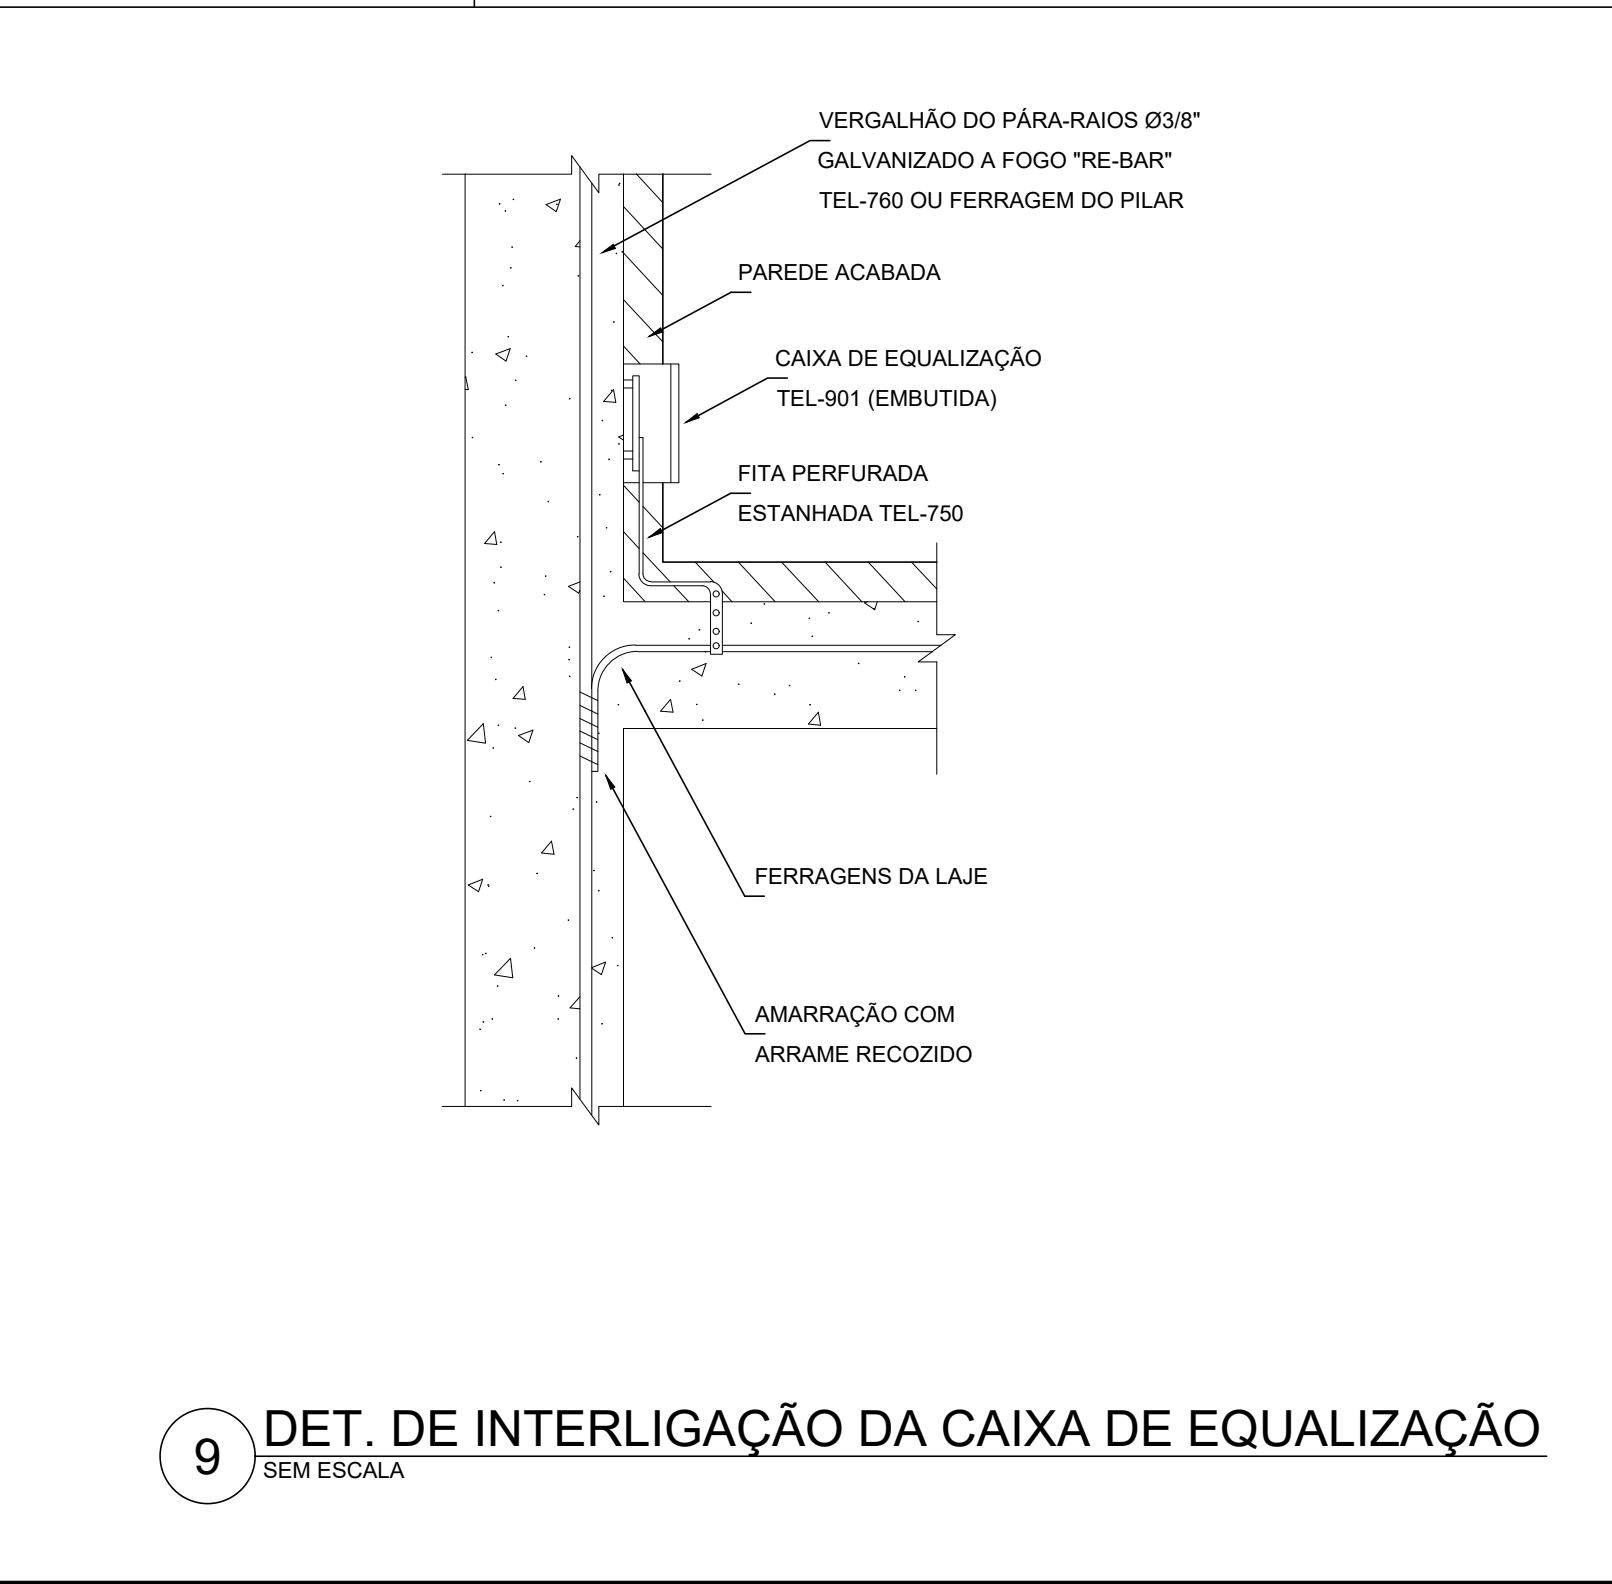 VERGALHÃO DO PÁRA-RAIOS Ø3/8"
GALVANIZADO A FOGO "RE-BAR"
TEL-760 OU FERRAGEM DO PILAR
PAREDE ACABADA
CAIXA DE EQUALIZAÇÃO
TEL-901 (EMBUTIDA)
FITA PERFURADA
ESTANHADA TEL-750
FERRAGENS DA LAJE
AMARRAÇÃO COM
ARRAME RECOZIDO
9 DET. DE INTERLIGAÇÃO DA CAIXA DE EQUALIZAÇÃO
SEM ESCALA